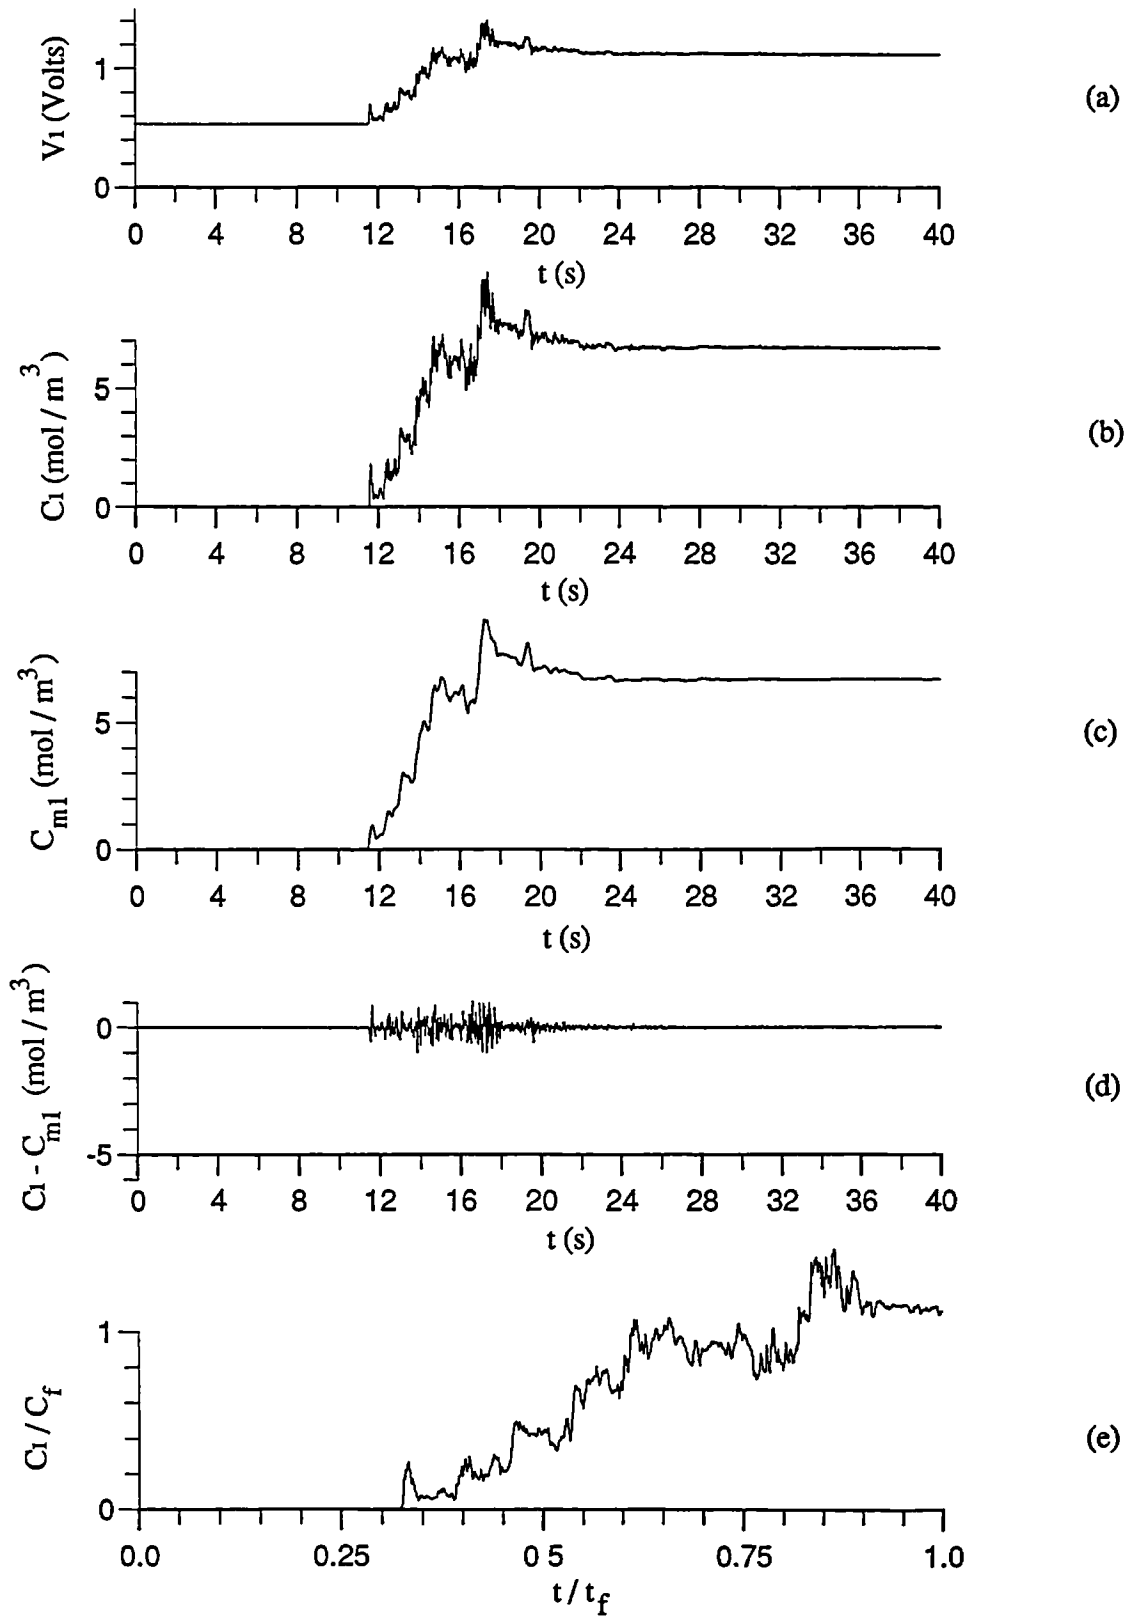 V1 (Volts)
1
0
0 4 8 12 16 20 24 28 32 36 40
t (s)
(a)
C1 (mol / m3)
5
0
0 4 8 12 16 20 24 28 32 36 40
t (s)
(b)
Cm1 (mol / m3)
5
0
0 4 8 12 16 20 24 28 32 36 40
t (s)
(c)
C1 - Cm1 (mol / m3)
0
-5
0 4 8 12 16 20 24 28 32 36 40
t (s)
(d)
C1 / Cf
1
0
0.0 0.25 0 5 0.75 1.0
t / tf
(e)